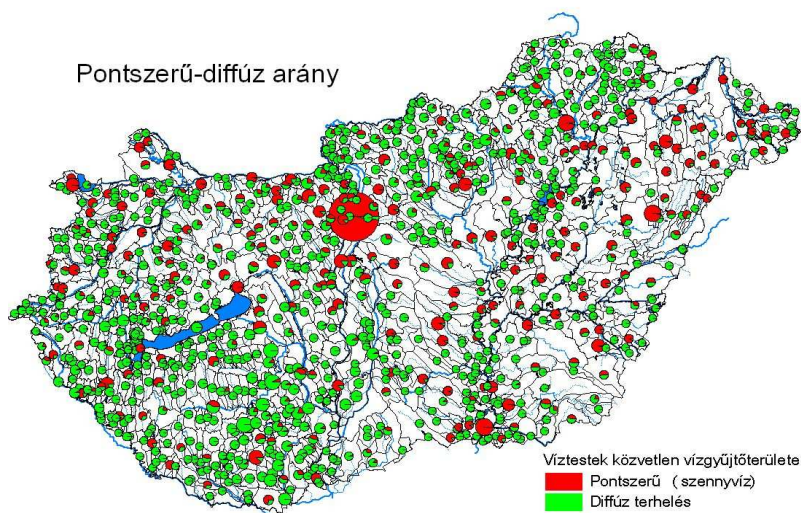 Pontszerű-diffúz arány
Víztestek közvetlen vízgyűjtőterülete
Pontszerű (szennyvíz)
Diffúz terhelés